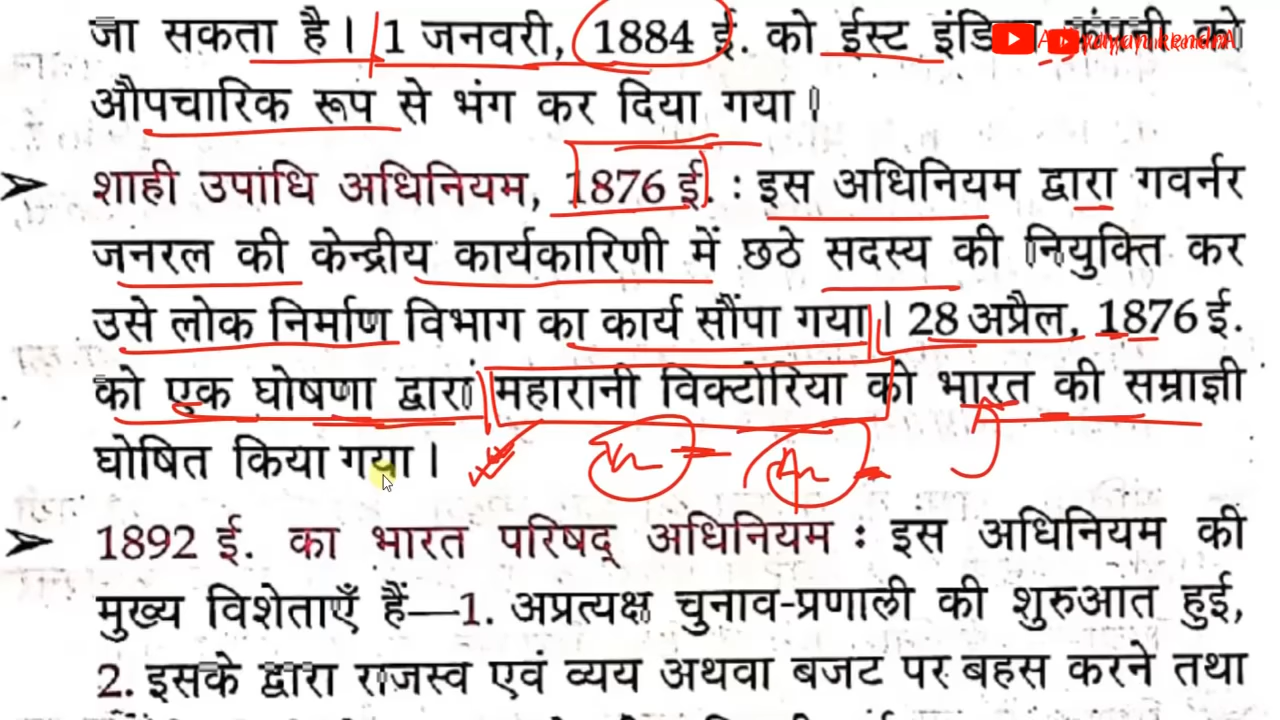 जा सकता है। 1 जनवरी, 1884 ई. को ईस्ट इंडिया कंपनी को
औपचारिक रूप से भंग कर दिया गया।
शाही उपाधि अधिनियम, 1876 ई. : इस अधिनियम द्वारा गवर्नर
जनरल की केन्द्रीय कार्यकारिणी में छठे सदस्य की नियुक्ति कर
उसे लोक निर्माण विभाग का कार्य सौंपा गया। 28 अप्रैल, 1876 ई.
को एक घोषणा द्वारा महारानी विक्टोरिया को भारत की सम्राज्ञी
घोषित किया गया।
1892 ई. का भारत परिषद् अधिनियम : इस अधिनियम की
मुख्य विशेताएँ हैं—1. अप्रत्यक्ष चुनाव-प्रणाली की शुरुआत हुई,
2. इसके द्वारा राजस्व एवं व्यय अथवा बजट पर बहस करने तथा